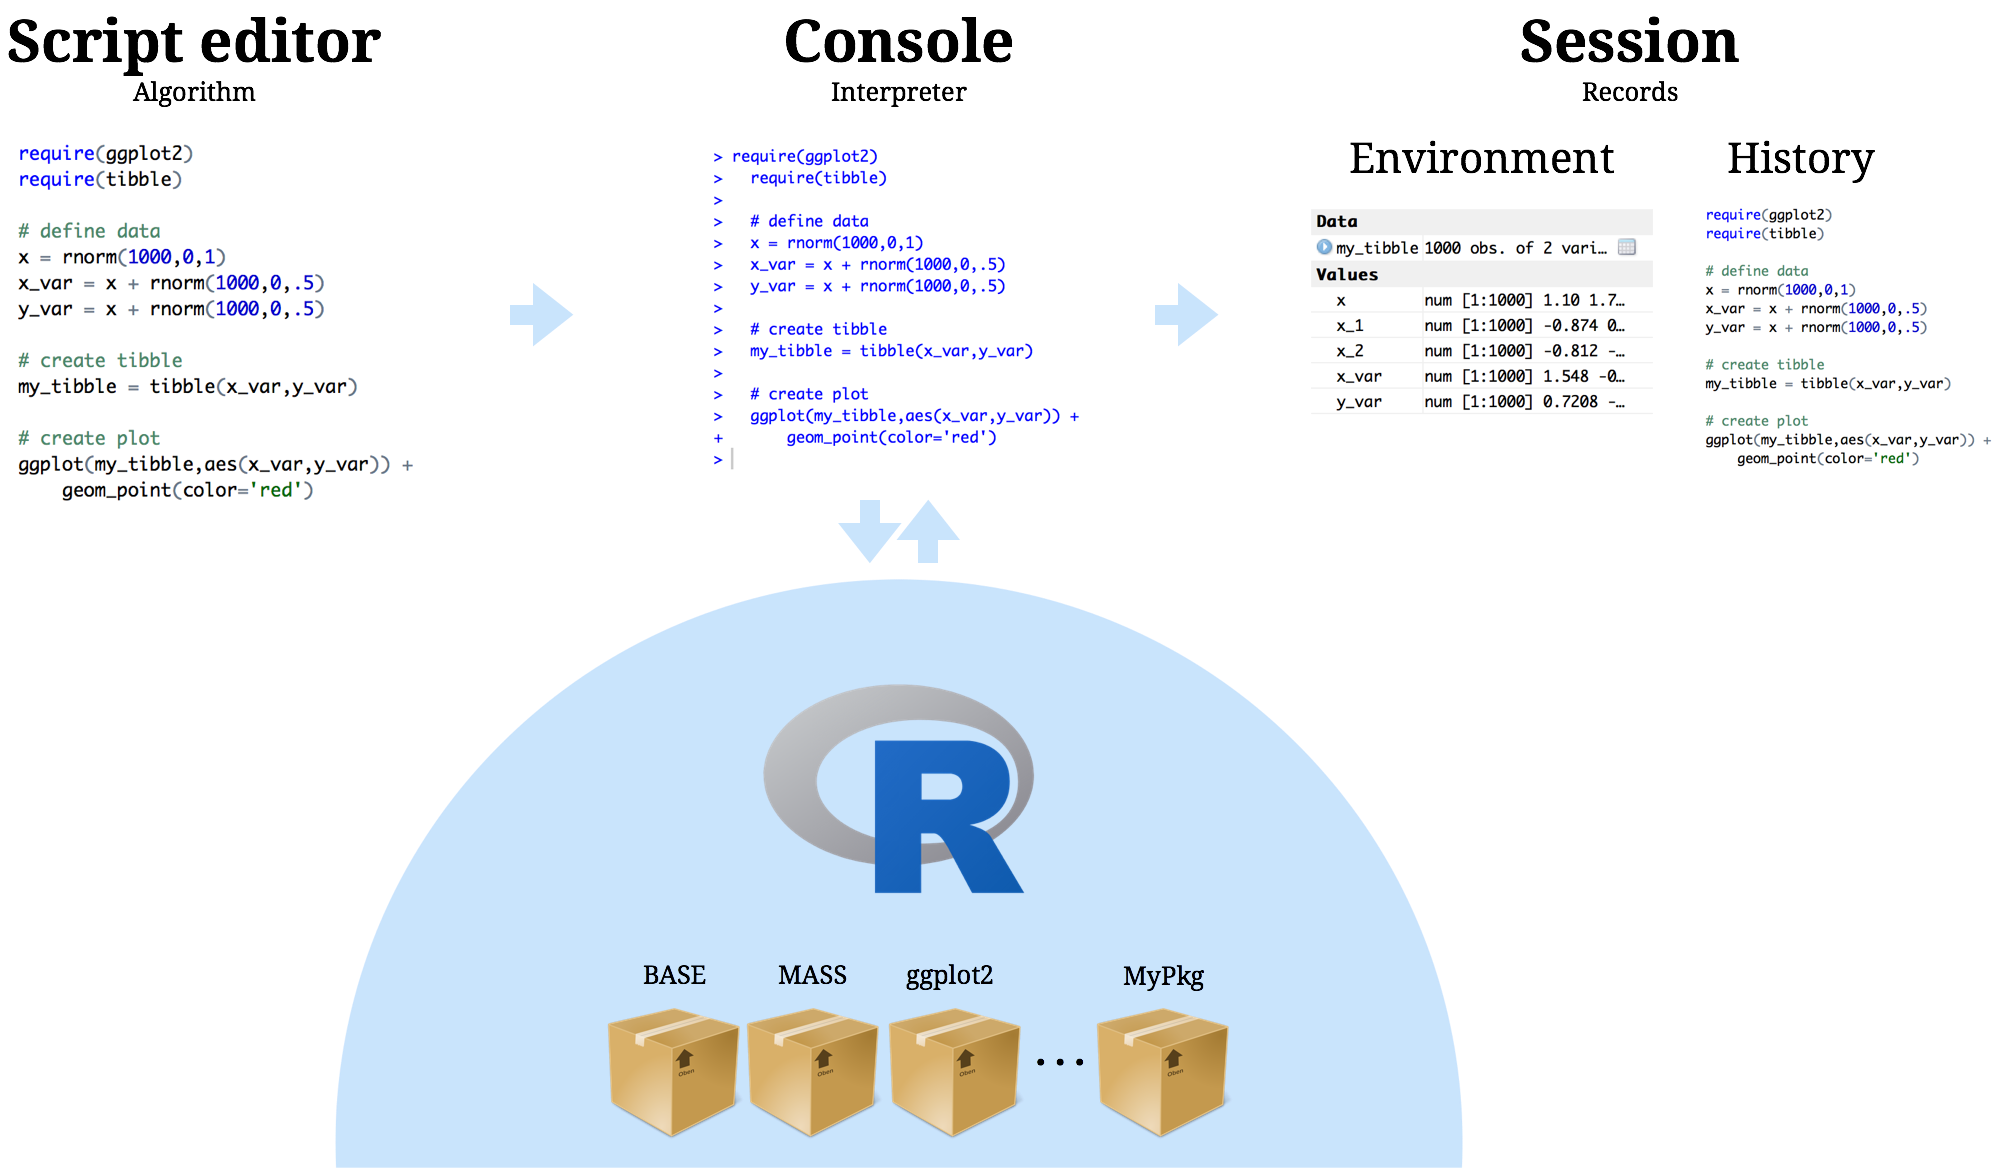 Script editor
Algorithm
require(ggplot2)
require(tibble)
# define data
x = rnorm(1000,0,1)
x_var = x + rnorm(1000,0,.5)
y_var = x + rnorm(1000,0,.5)
# create tibble
my_tibble = tibble(x_var,y_var)
# create plot
ggplot(my_tibble,aes(x_var,y_var)) +
geom_point(color='red')
Console
Interpreter
> require(ggplot2)
> require(tibble)
>
> # define data
> x = rnorm(1000,0,1)
> x_var = x + rnorm(1000,0,.5)
> y_var = x + rnorm(1000,0,.5)
>
> # create tibble
> my_tibble = tibble(x_var,y_var)
>
> # create plot
> ggplot(my_tibble,aes(x_var,y_var)) +
+ geom_point(color='red')
>
Session
Records
Environment
Data
my_tibble 1000 obs. of 2 vari…
Values
x num [1:1000] 1.10 1.7…
x_1 num [1:1000] -0.874 0…
x_2 num [1:1000] -0.812 -…
x_var num [1:1000] 1.548 -0…
y_var num [1:1000] 0.7208 -…
History
require(ggplot2)
require(tibble)
# define data
x = rnorm(1000,0,1)
x_var = x + rnorm(1000,0,.5)
y_var = x + rnorm(1000,0,.5)
# create tibble
my_tibble = tibble(x_var,y_var)
# create plot
ggplot(my_tibble,aes(x_var,y_var)) +
geom_point(color='red')
R
BASE MASS ggplot2 MyPkg
Oben Oben Oben ... Oben